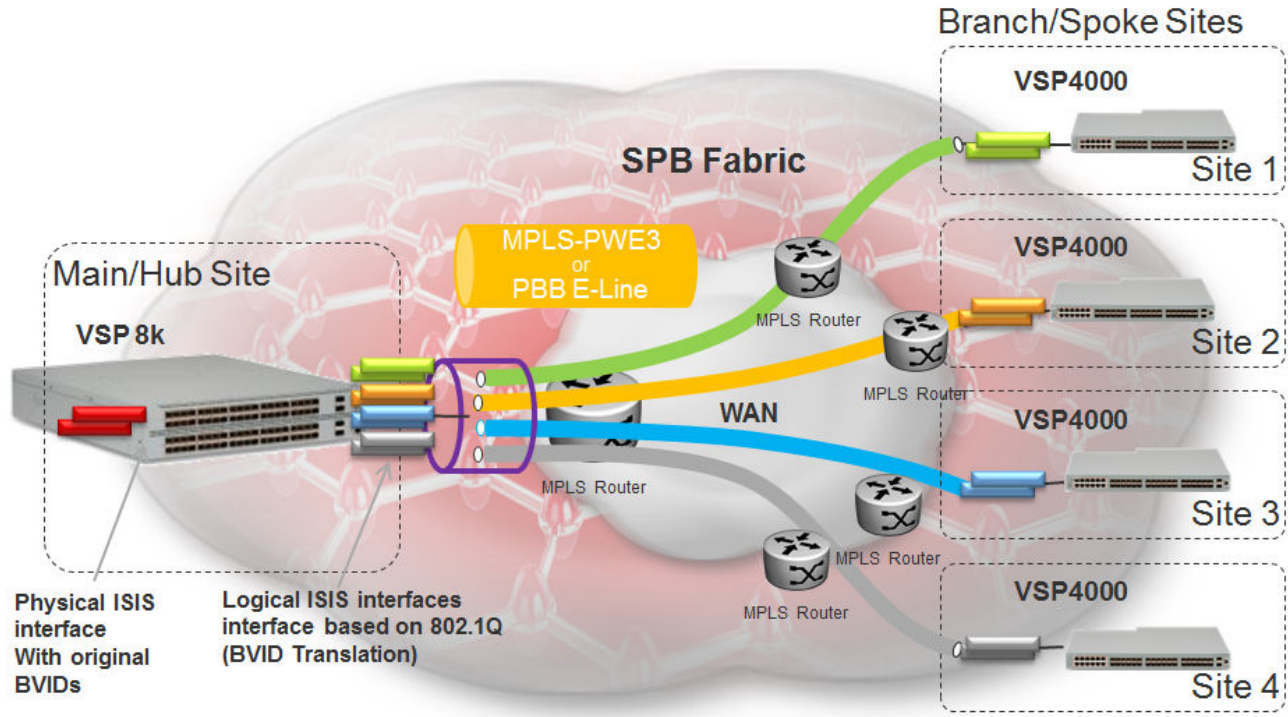 Branch/Spoke Sites
VSP4000
Site 1
SPB Fabric
MPLS-PWE3
or
PBB E-Line
MPLS Router
VSP4000
Site 2
MPLS Router
Main/Hub Site
VSP 8k
WAN
MPLS Router
VSP4000
Site 3
MPLS Router
MPLS Router
VSP4000
Site 4
Physical ISIS
interface
With original
BVIDs
Logical ISIS interfaces
interface based on 802.1Q
(BVID Translation)